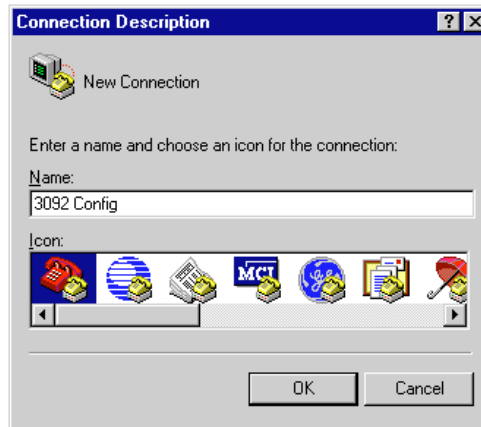 Connection Description
New Connection
Enter a name and choose an icon for the connection:
Name:
3092 Config
Icon:
MCI
OK
Cancel